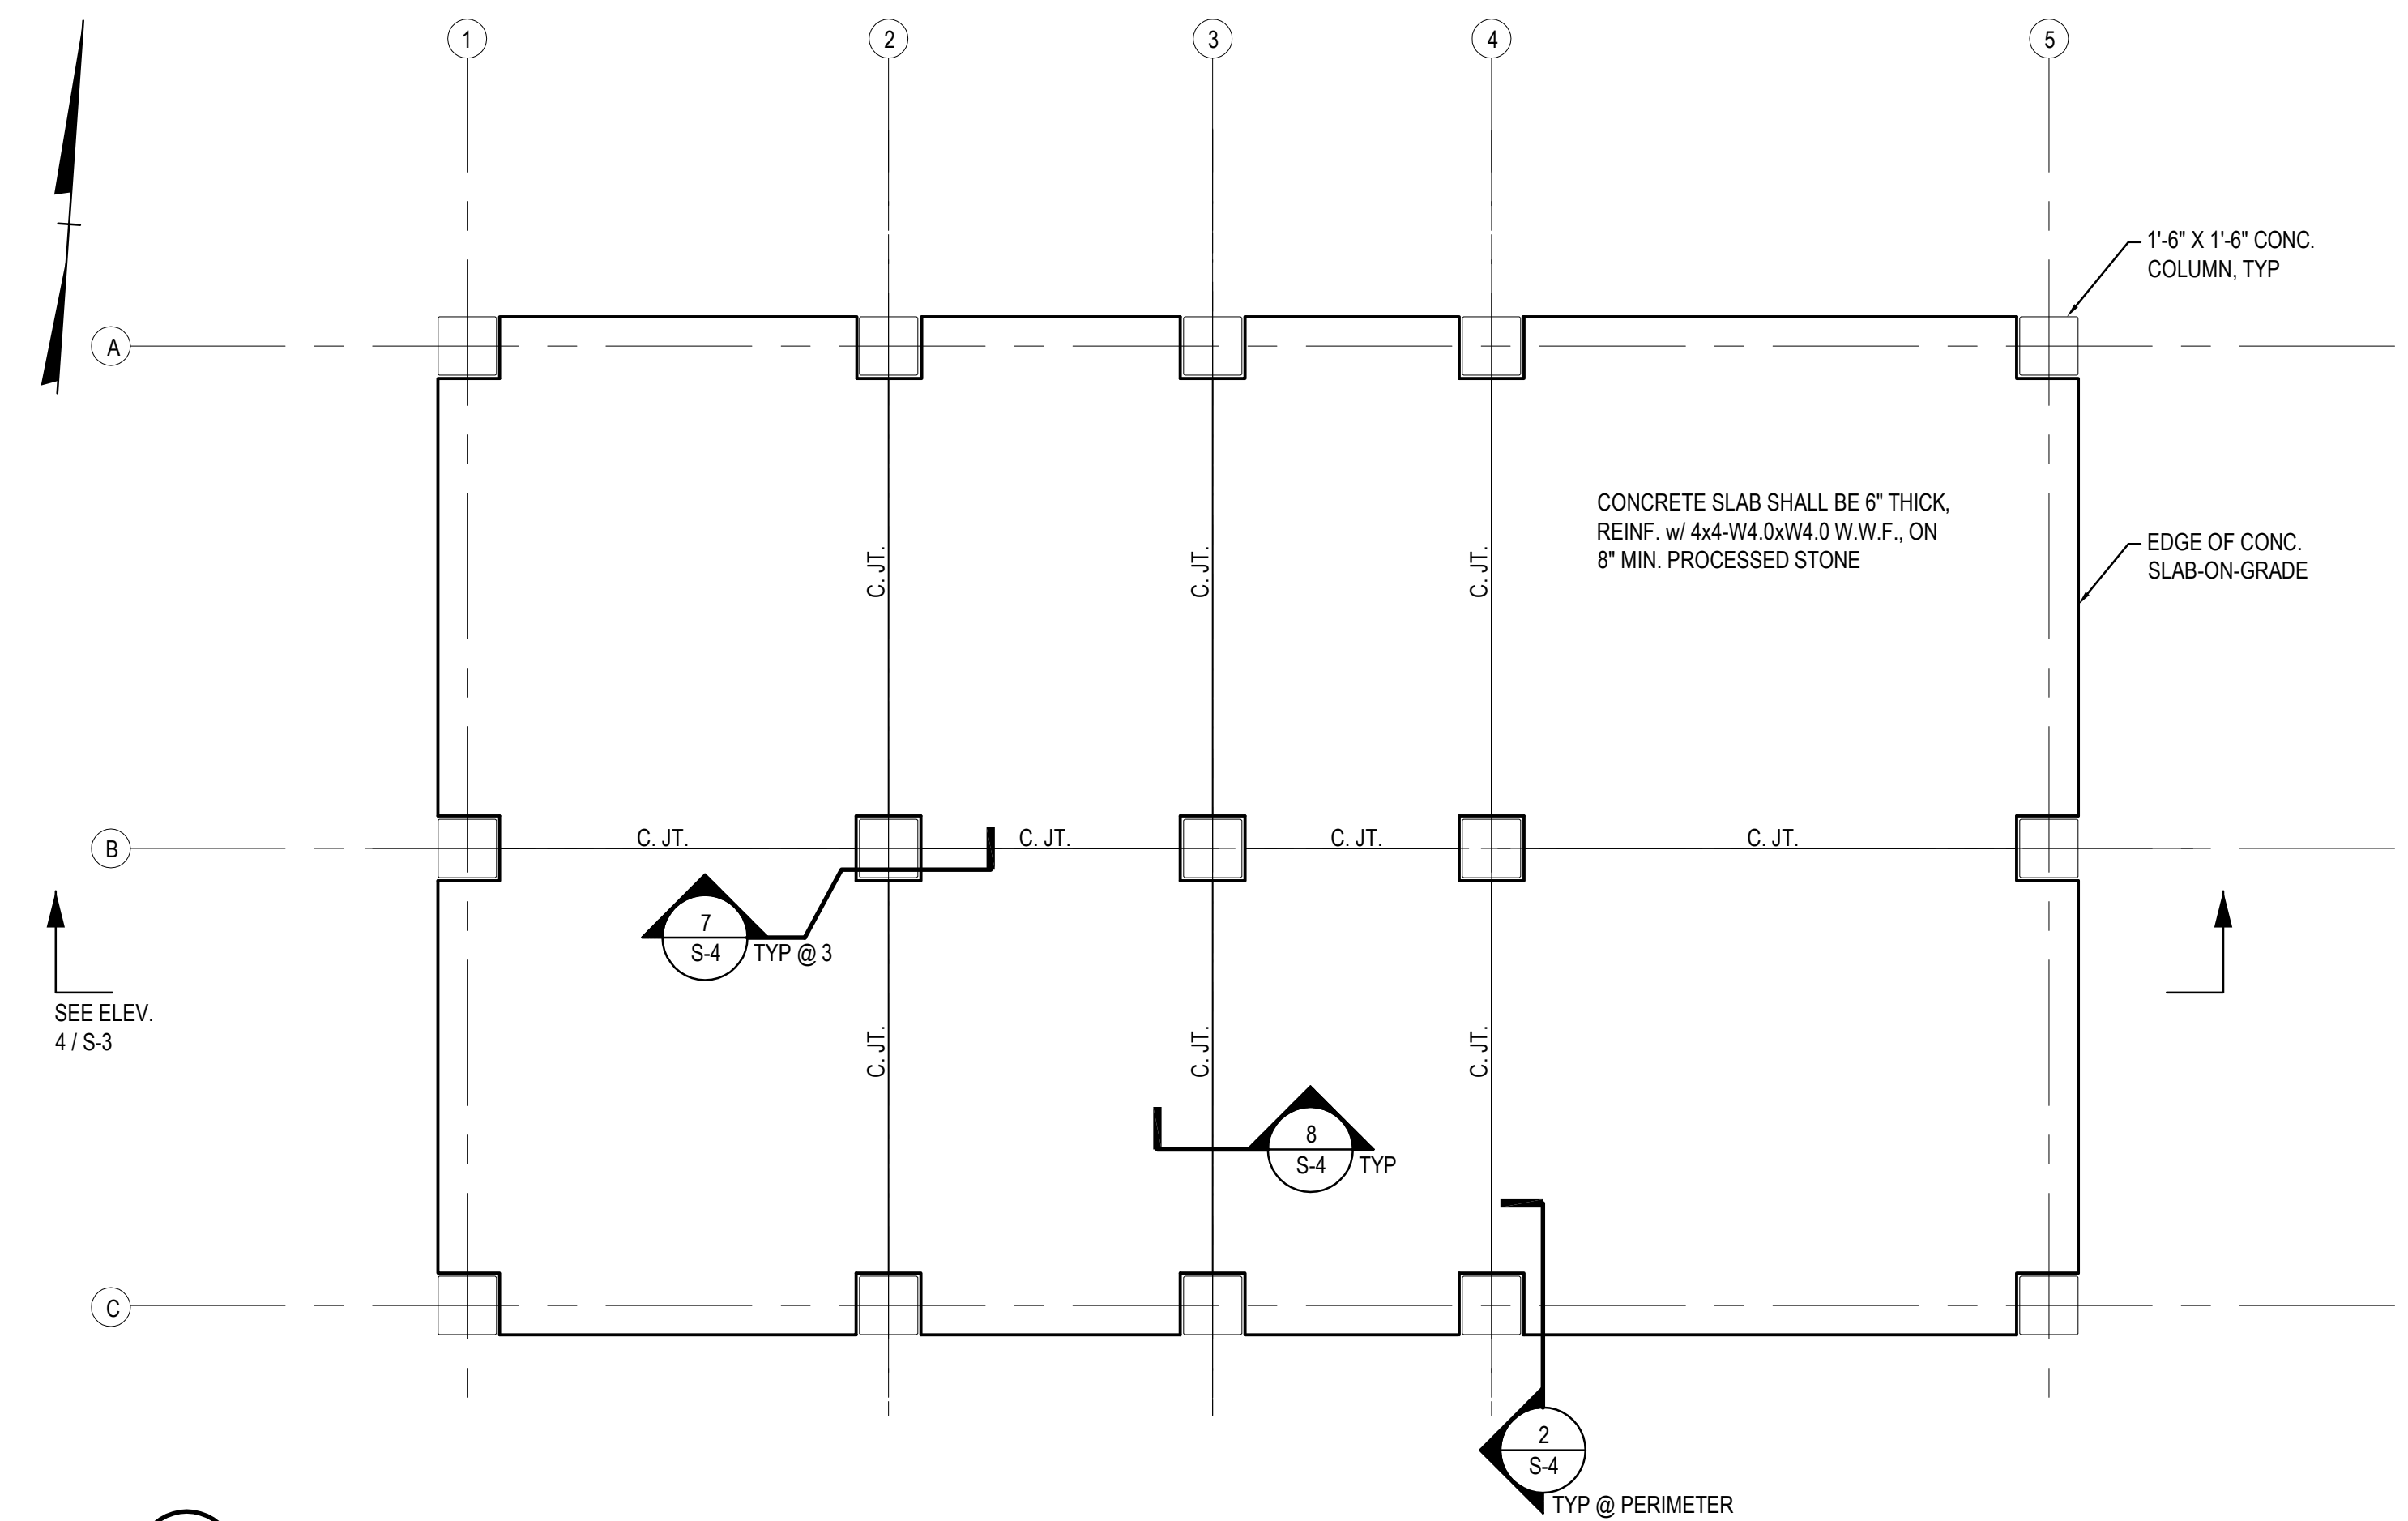 1
2
3
4
5
1'-6" X 1'-6" CONC.
COLUMN, TYP
A
CONCRETE SLAB SHALL BE 6" THICK,
REINF. w/ 4x4-W4.0xW4.0 W.W.F., ON
8" MIN. PROCESSED STONE
EDGE OF CONC.
SLAB-ON-GRADE
C. JT.
C. JT.
C. JT.
B
C. JT.
C. JT.
C. JT.
C. JT.
7
S-4
TYP @ 3
SEE ELEV.
4 / S-3
C. JT.
C. JT.
C. JT.
8
S-4
TYP
C
2
S-4
TYP @ PERIMETER